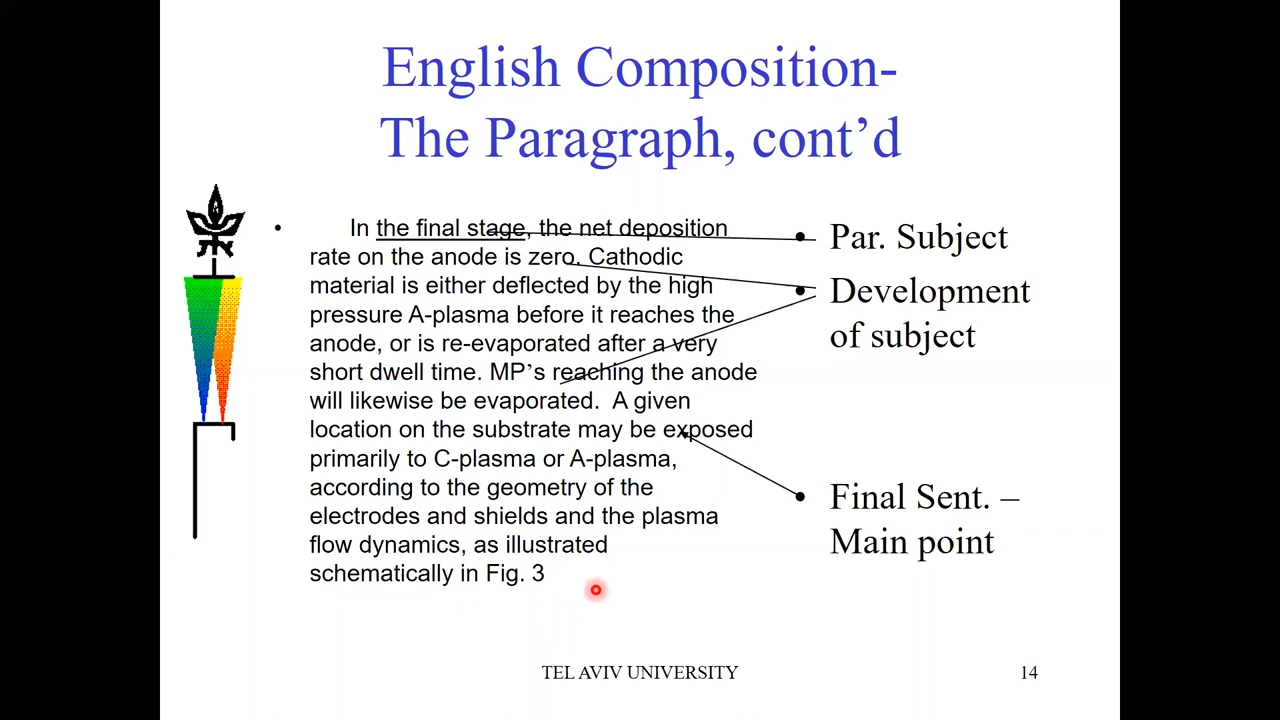 English Composition-
The Paragraph, cont’d
• In the final stage, the net deposition
rate on the anode is zero. Cathodic
material is either deflected by the high
pressure A-plasma before it reaches the
anode, or is re-evaporated after a very
short dwell time. MP’s reaching the anode
will likewise be evaporated.  A given
location on the substrate may be exposed
primarily to C-plasma or A-plasma,
according to the geometry of the
electrodes and shields and the plasma
flow dynamics, as illustrated
schematically in Fig. 3
• Par. Subject
• Development
of subject
• Final Sent. –
Main point
TEL AVIV UNIVERSITY
14